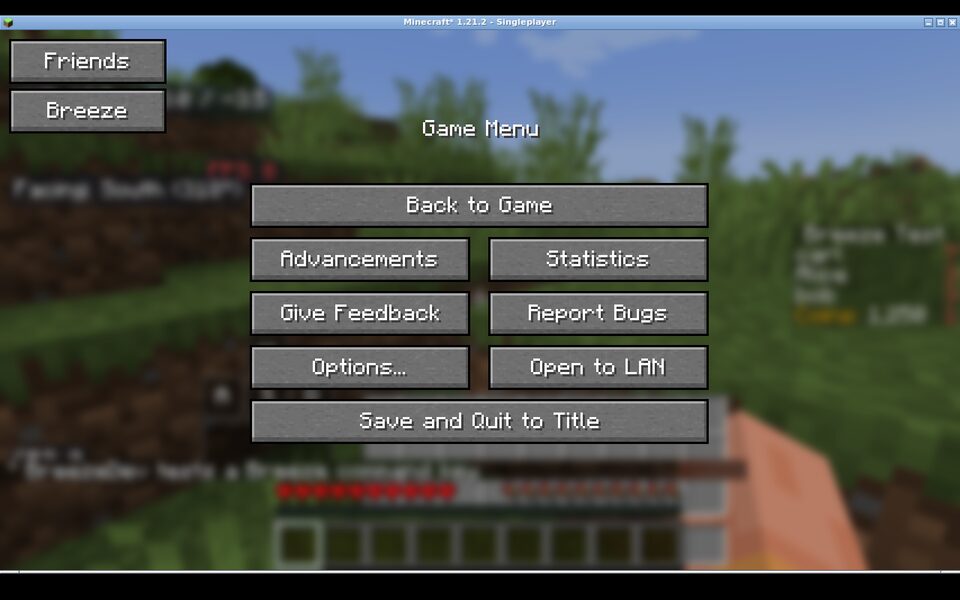 Minecraft* 1.21.2 - Singleplayer
Friends
Breeze
Game Menu
Back to Game
Advancements
Statistics
Give Feedback
Report Bugs
Options...
Open to LAN
Save and Quit to Title